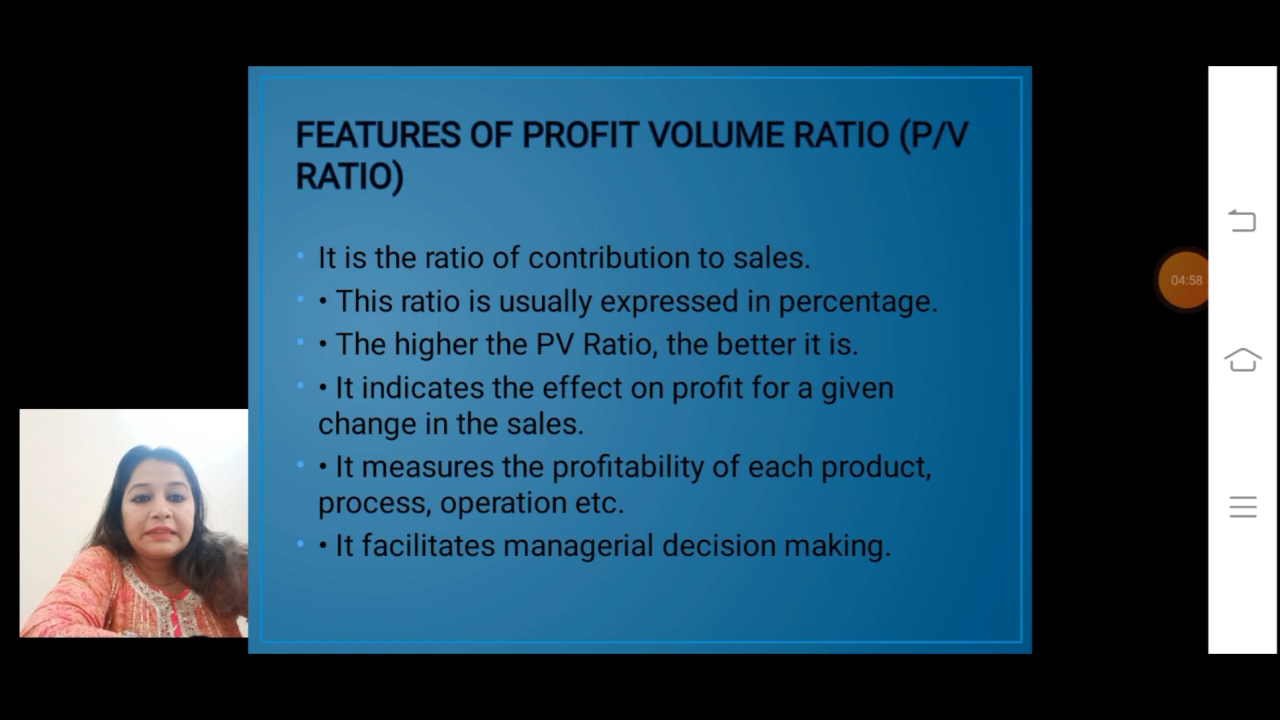 FEATURES OF PROFIT VOLUME RATIO (P/V
RATIO)
• It is the ratio of contribution to sales.
• • This ratio is usually expressed in percentage.
• • The higher the PV Ratio, the better it is.
• • It indicates the effect on profit for a given
change in the sales.
• • It measures the profitability of each product,
process, operation etc.
• • It facilitates managerial decision making.
04:58